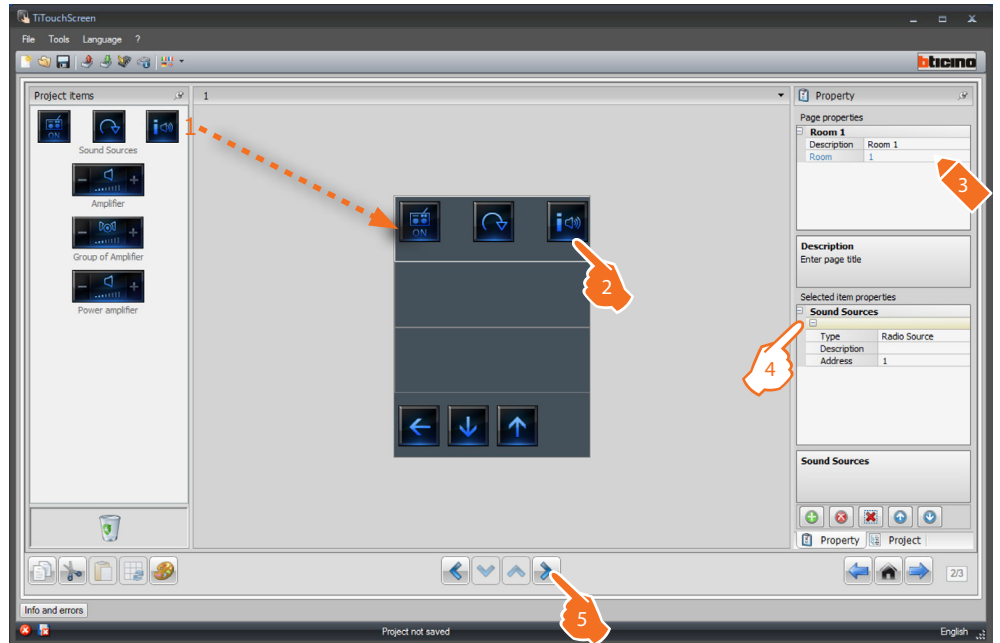 TiTouchScreen
File Tools Language ?
bticino
Project items
1
Property
ON
Sound Sources
1
Amplifier
Group of Amplifier
Power amplifier
ON
2
Page properties
Room 1
Description Room 1
Room 1
3
Description
Enter page title
Selected item properties
Sound Sources
Type Radio Source
Description
Address 1
4
Sound Sources
Property Project
2/3
5
Info and errors
Project not saved
English